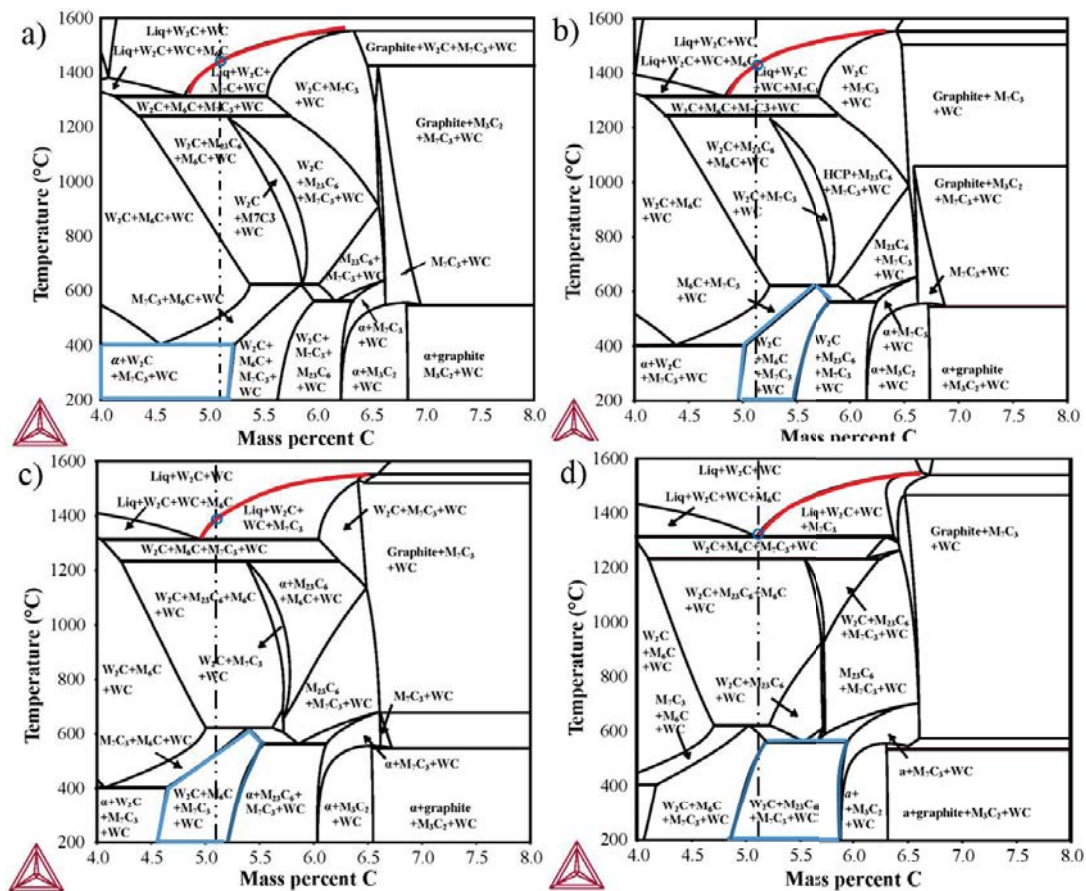 a)
Temperature (°C)
1600
1400
1200
1000
800
600
400
200
Liq+W₂C+WC
Liq+W₂C+WC+M₆C
Liq+W₂C+
M₇C+WC
W₂C+M₇C₃
+WC
Graphite+W₂C+M₇C₃+WC
W₂C+M₆C+M₇C₃+WC
Graphite+M₃C₂
+M₇C₃+WC
W₂C+M₂₃C₆
+M₆C+WC
W₂C
+M₂₃C₆
+M₇C₃+WC
W₂C+M₆C+WC
W₂C
+M7C3
+WC
M₂₃C₆+
M₇C₃+WC
M₇C₃+WC
M₇C₃+M₆C+WC
α+W₂C
+M₇C₃+WC
W₂C+
M₆C+
M₇C₃+
WC
W₂C+
M₇C₃+
M₂₃C₆
+WC
α+M₇C₃
+WC
α+M₃C₂+WC
α+graphite
M₃C₂+WC
4.0 4.5 5.0 5.5 6.0 6.5 7.0 7.5 8.0
Mass percent C
b)
Temperature (°C)
1600
1400
1200
1000
800
600
400
200
Liq+W₂C+WC
Liq+W₂C+WC+M₆C
Liq+W₂C
+WC+M₇C₃
W₂C
+M₇C₃
+WC
W₂C+M₆C+M₇C3+WC
Graphite+ M₇C₃
+WC
W₂C+M₂₃C₆
+M₆C+WC
HCP+M₂₃C₆
+M₇C₃+WC
Graphite+M₃C₂
+M₇C₃+WC
W₂C+M₆C
+WC
W₂C+M₇C₃
+WC
M₂₃C₆
+M₇C₃
+WC
M₇C₃+WC
M₆C+M₇C₃
+WC
α+W₂C
+M₇C₃+WC
W₂C
+M₆C
+M₇C₃
+WC
W₂C
+M₂₃C₆
+M₇C₃
+WC
α+M₇C₃
+WC
α+M₃C₂
+WC
α+graphite
+M₃C₂+WC
4.0 4.5 5.0 5.5 6.0 6.5 7.0 7.5 8.0
Mass percent C
c)
Temperature (°C)
1600
1400
1200
1000
800
600
400
200
Liq+W₂C+WC
Liq+W₂C+WC+M₆C
Liq+W₂C+
WC+M₇C₃
W₂C+M₇C₃+WC
W₂C+M₆C+M₇C₃+WC
Graphite+M₇C₃
+WC
W₂C+M₂₃C₆+M₆C
+WC
α+M₂₃C₆
+M₆C+WC
W₂C+M₆C
+WC
W₂C+M₇C₃
+WC
M₂₃C₆
+M₇C₃+WC
M₇C₃+WC
M₇C₃+M₆C+WC
α+W₂C
+M₇C₃
+WC
W₂C+M₆C
+M₇C₃
+WC
α+M₂₃C₆+
M₇C₃+WC
α+M₇C₃+WC
α+M₃C₂
+WC
α+graphite
+M₃C₂+WC
4.0 4.5 5.0 5.5 6.0 6.5 7.0 7.5 8.0
Mass percent C
d)
Temperature (°C)
1600
1400
1200
1000
800
600
400
200
Liq+W₂C+WC
Liq+W₂C+WC+M₆C
Liq+W₂C+WC
+M₇C₃
W₂C+M₆C+M₇C₃+WC
Graphite+M₇C₃
+WC
W₂C+M₂₃C₆+M₆C
+WC
W₂C
+M₆C
+WC
W₂C+M₂₃C₆
+M₇C₃+WC
M₇C₃
+M₆C
+WC
W₂C+M₂₃C₆
+WC
M₂₃C₆
+M₇C₃+WC
a+M₇C₃+WC
W₂C+M₆C
+M₇C₃+WC
W₂C+M₂₃C₆
+M₇C₃+WC
a+
+M₃C₂
+WC
a+graphite+M₃C₂+WC
4.0 4.5 5.0 5.5 6.0 6.5 7.0 7.5 8.0
Mass percent C